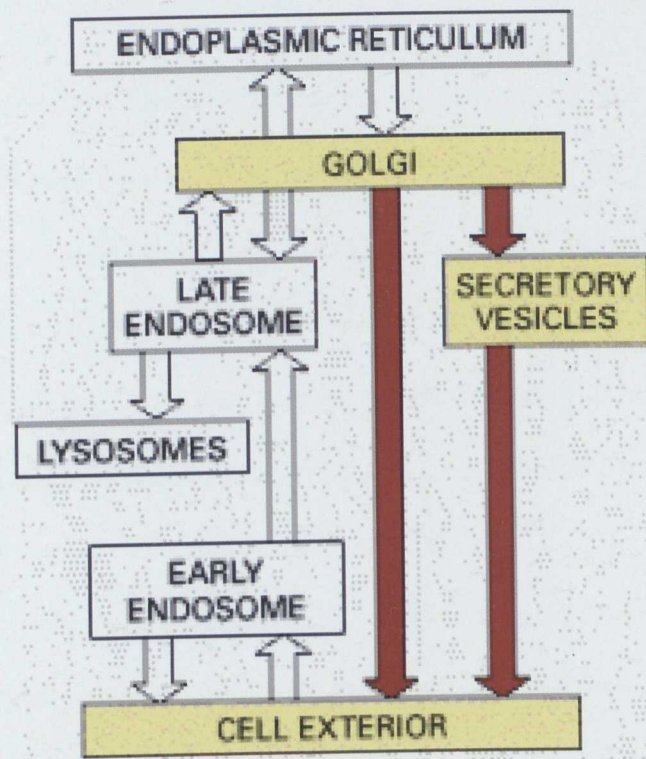 ENDOPLASMIC RETICULUM
GOLGI
LATE
ENDOSOME
SECRETORY
VESICLES
LYSOSOMES
EARLY
ENDOSOME
CELL EXTERIOR